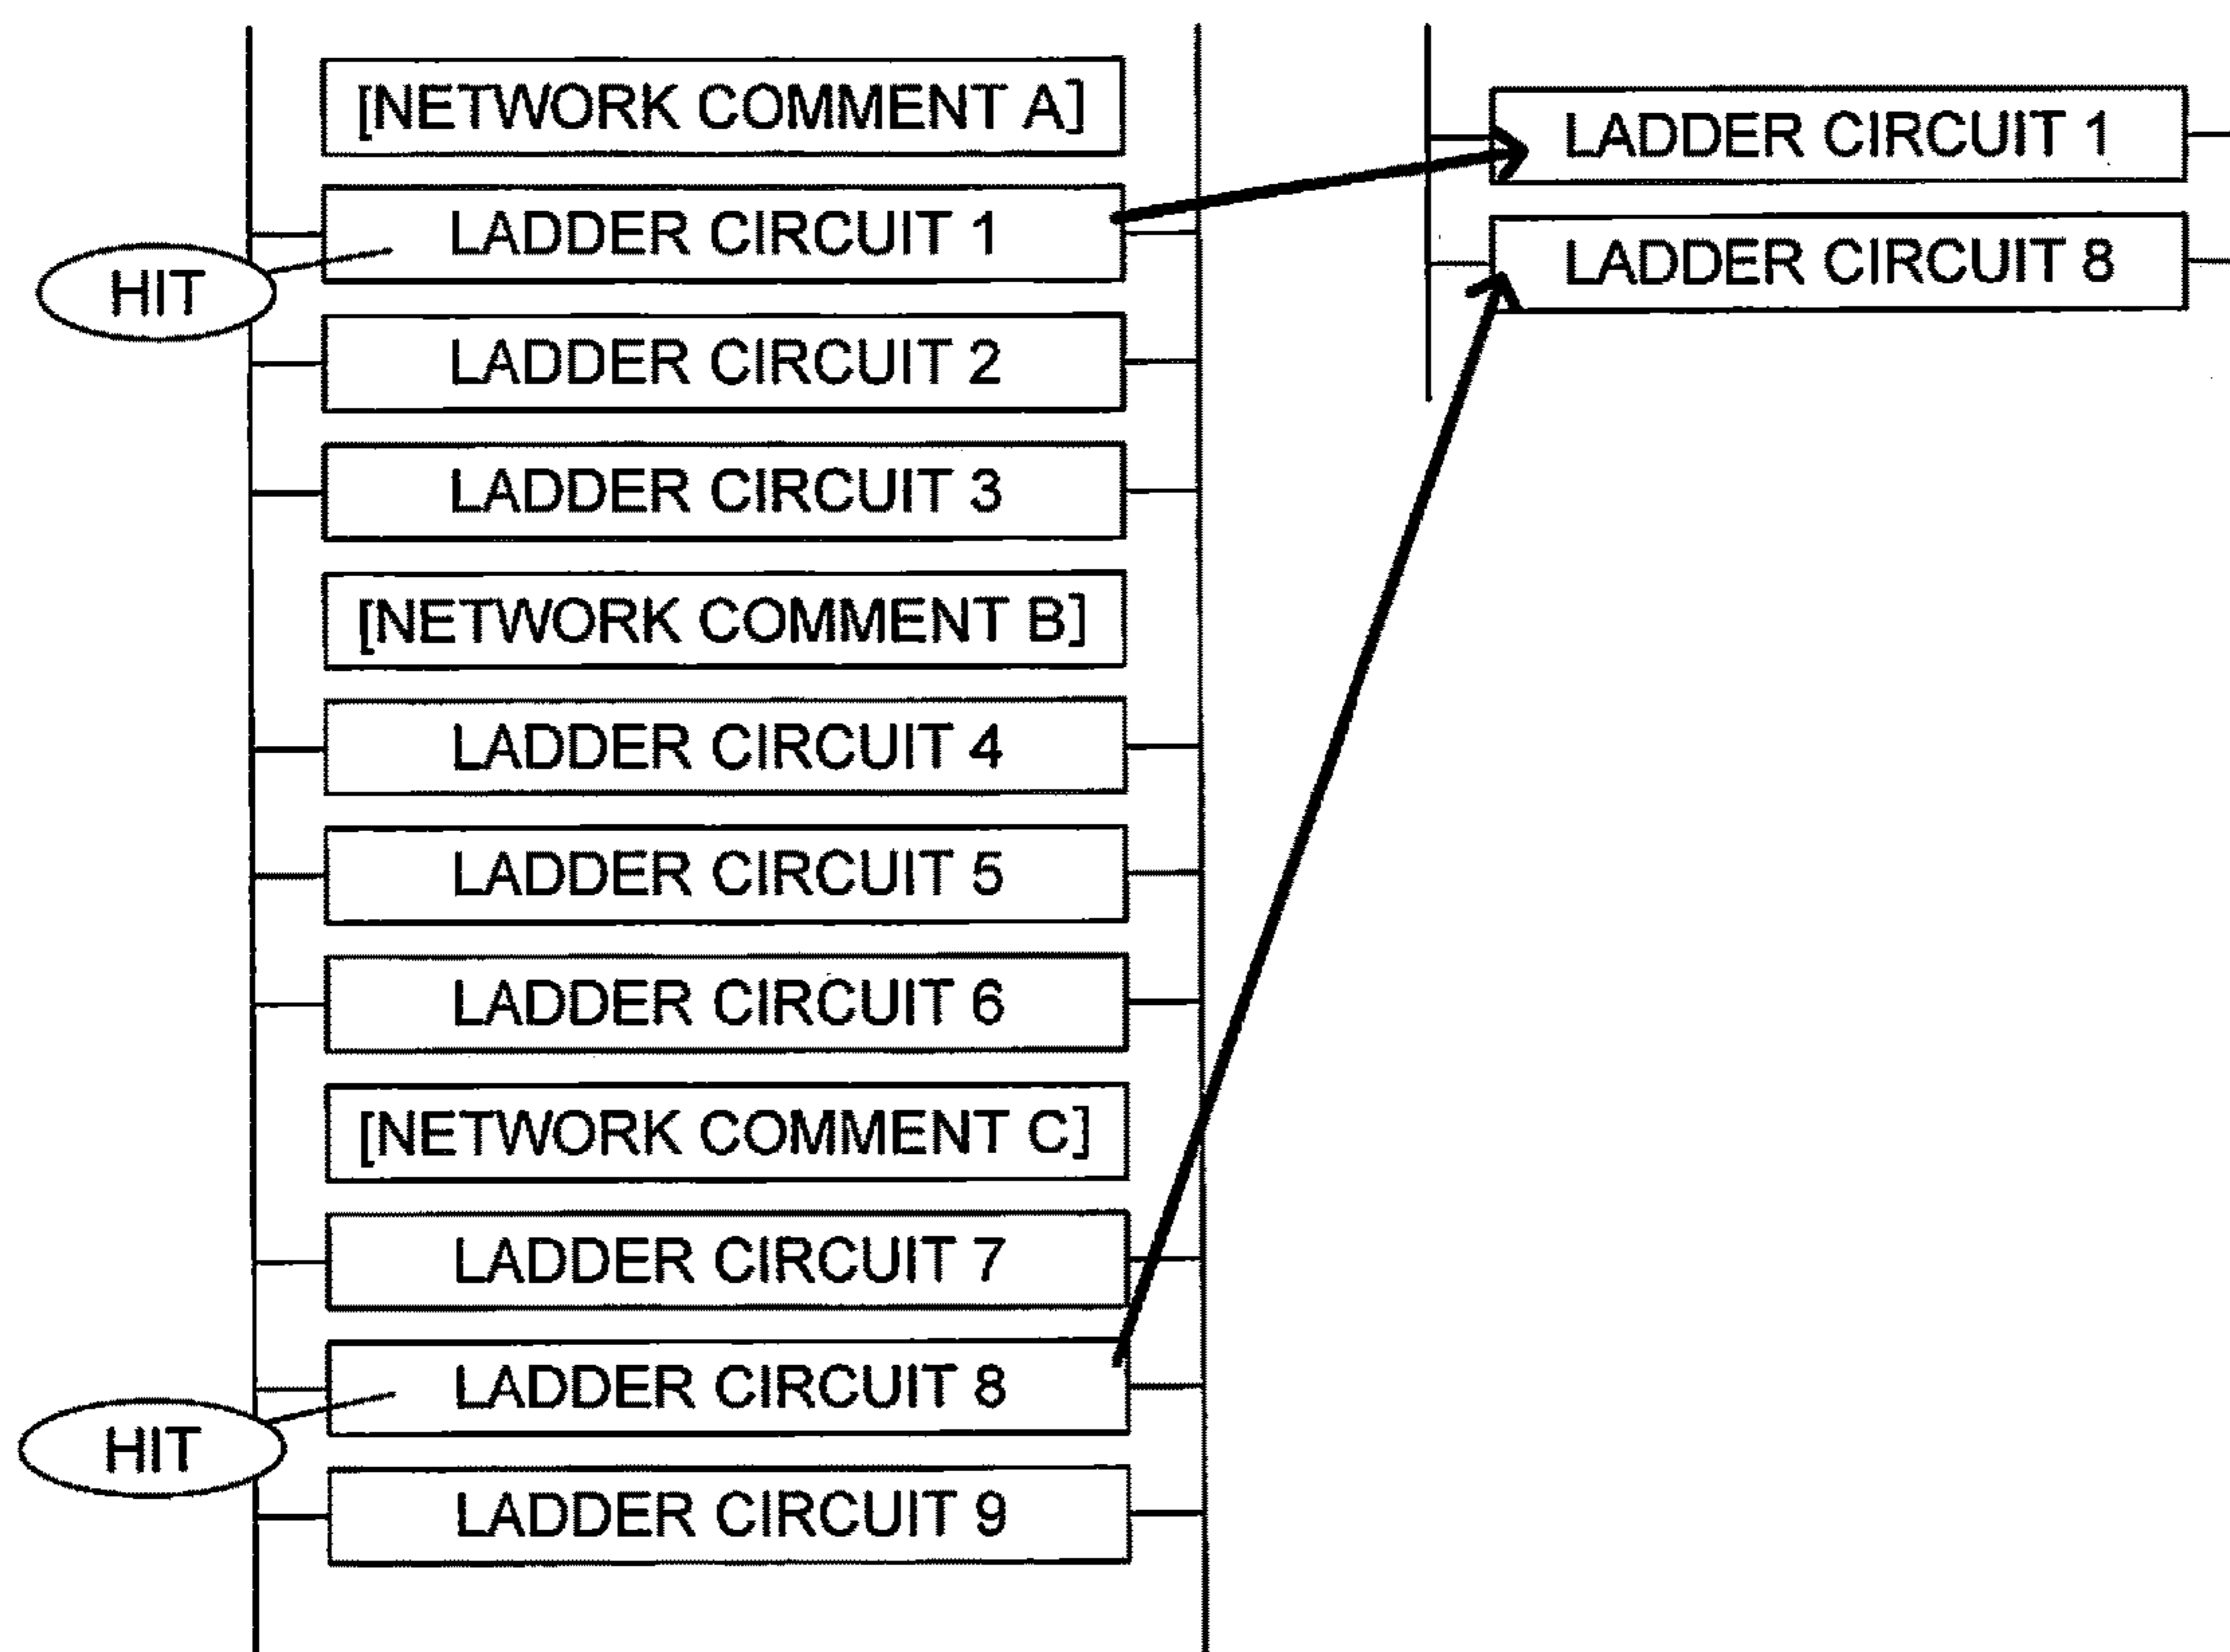 [NETWORK COMMENT A]
LADDER CIRCUIT 1
HIT
LADDER CIRCUIT 2
LADDER CIRCUIT 3
[NETWORK COMMENT B]
LADDER CIRCUIT 4
LADDER CIRCUIT 5
LADDER CIRCUIT 6
[NETWORK COMMENT C]
LADDER CIRCUIT 7
LADDER CIRCUIT 8
HIT
LADDER CIRCUIT 9
LADDER CIRCUIT 1
LADDER CIRCUIT 8